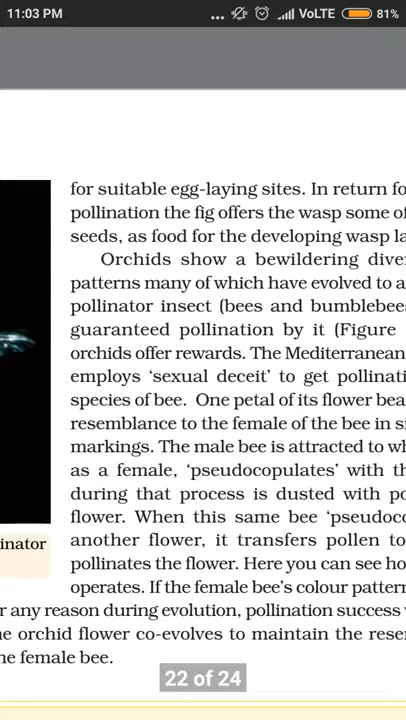 11:03 PM
... VoLTE 81%
for suitable egg-laying sites. In return fo
pollination the fig offers the wasp some of
seeds, as food for the developing wasp la
Orchids show a bewildering dive
patterns many of which have evolved to a
pollinator insect (bees and bumblebee
guaranteed pollination by it (Figure
orchids offer rewards. The Mediterranean
employs ‘sexual deceit’ to get pollinati
species of bee. One petal of its flower bea
resemblance to the female of the bee in si
markings. The male bee is attracted to wh
as a female, ‘pseudocopulates’ with th
during that process is dusted with po
flower. When this same bee ‘pseudoco
inator
another flower, it transfers pollen to
pollinates the flower. Here you can see ho
operates. If the female bee’s colour patter
r any reason during evolution, pollination success
ne orchid flower co-evolves to maintain the rese
he female bee.
22 of 24